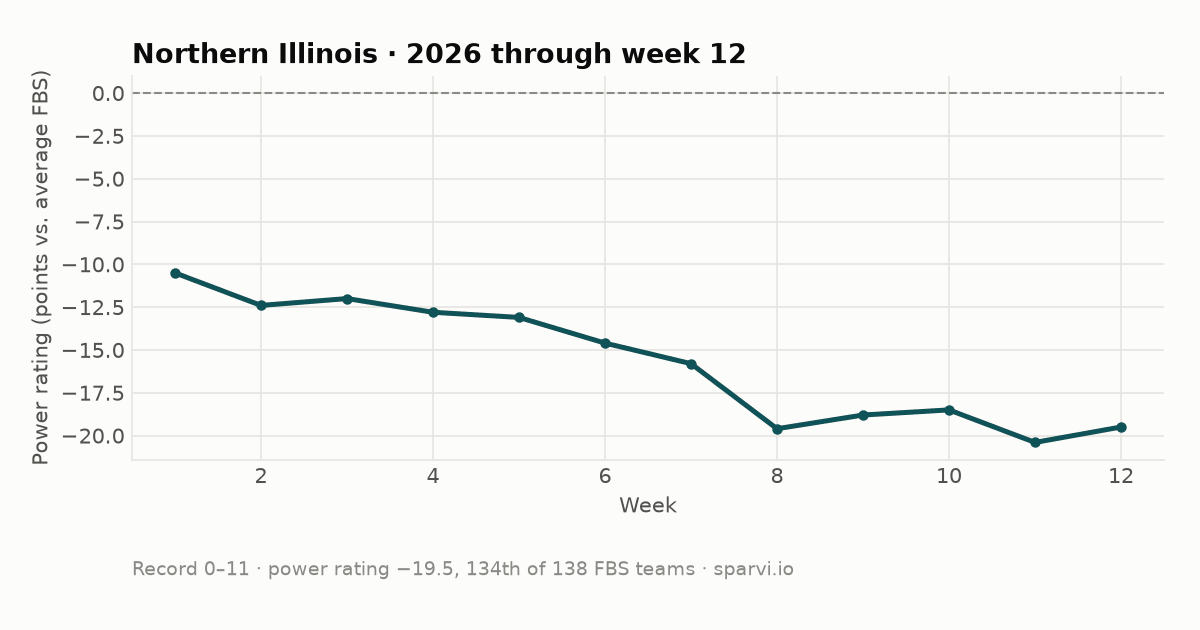 Northern Illinois · 2026 through week 12
Power rating (points vs. average FBS)
0.0
−2.5
−5.0
−7.5
−10.0
−12.5
−15.0
−17.5
−20.0
2 4 6 8 10 12
Week
Record 0–11 · power rating −19.5, 134th of 138 FBS teams · sparvi.io